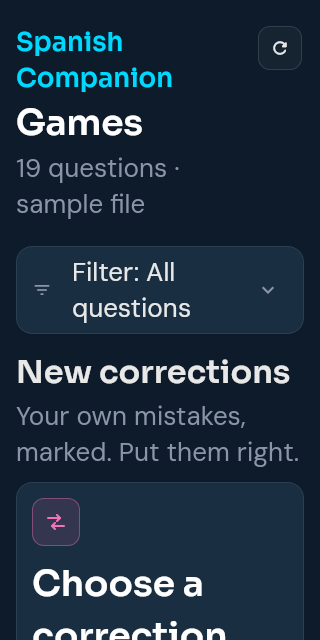 Spanish
Companion
Games
19 questions ·
sample file
Filter: All
questions
New corrections
Your own mistakes,
marked. Put them right.
Choose a
correction